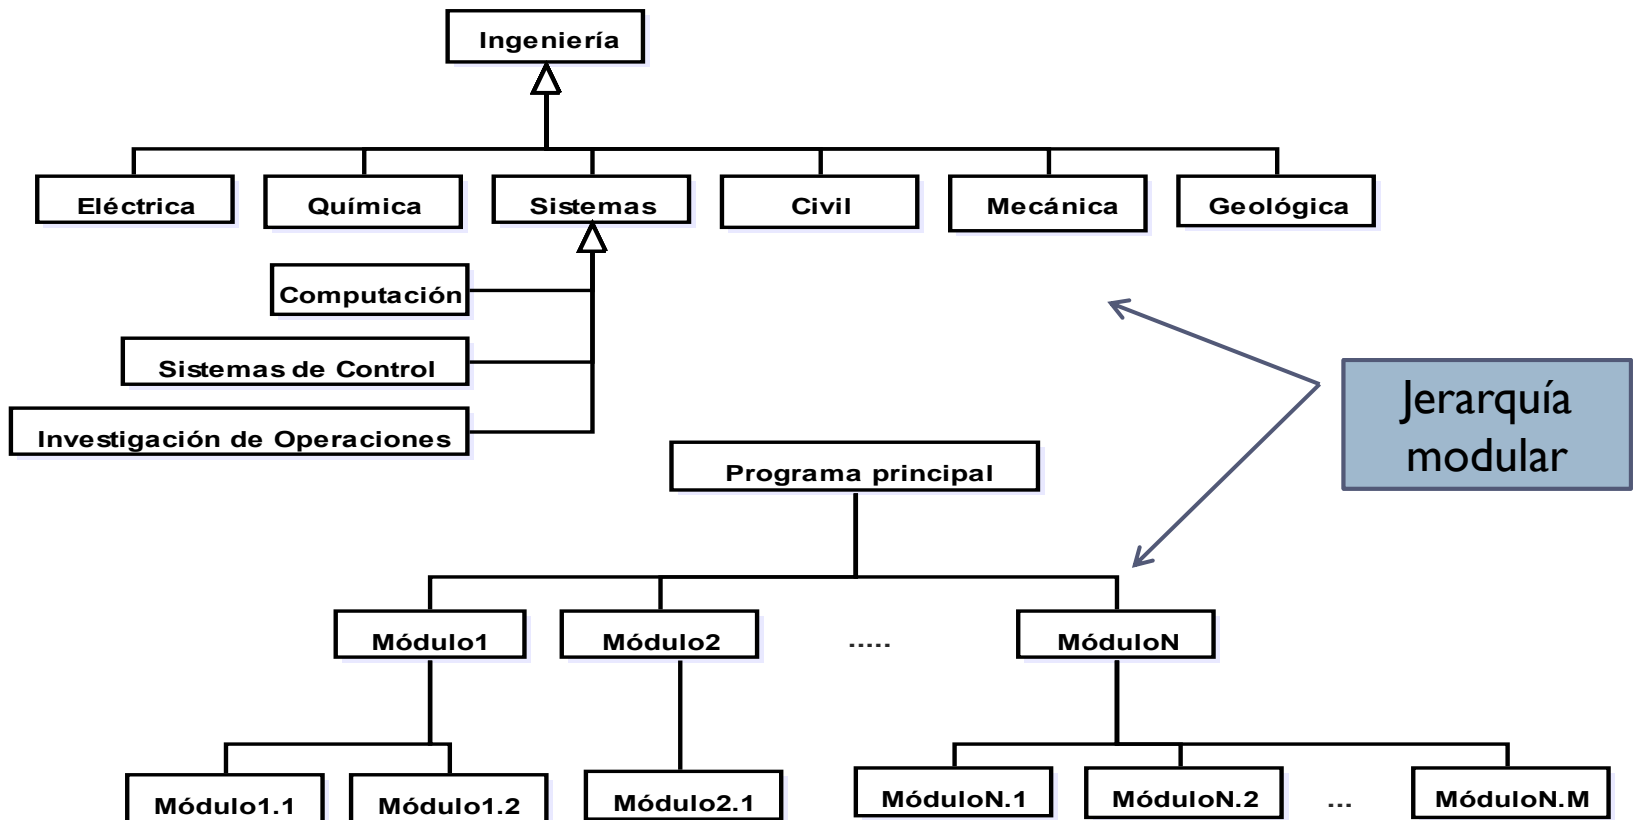 Ingeniería
Eléctrica
Química
Sistemas
Civil
Mecánica
Geológica
Computación
Sistemas de Control
Investigación de Operaciones
Jerarquía
modular
Programa principal
Módulo1
Módulo2
.....
MóduloN
Módulo1.1
Módulo1.2
Módulo2.1
MóduloN.1
MóduloN.2
...
MóduloN.M